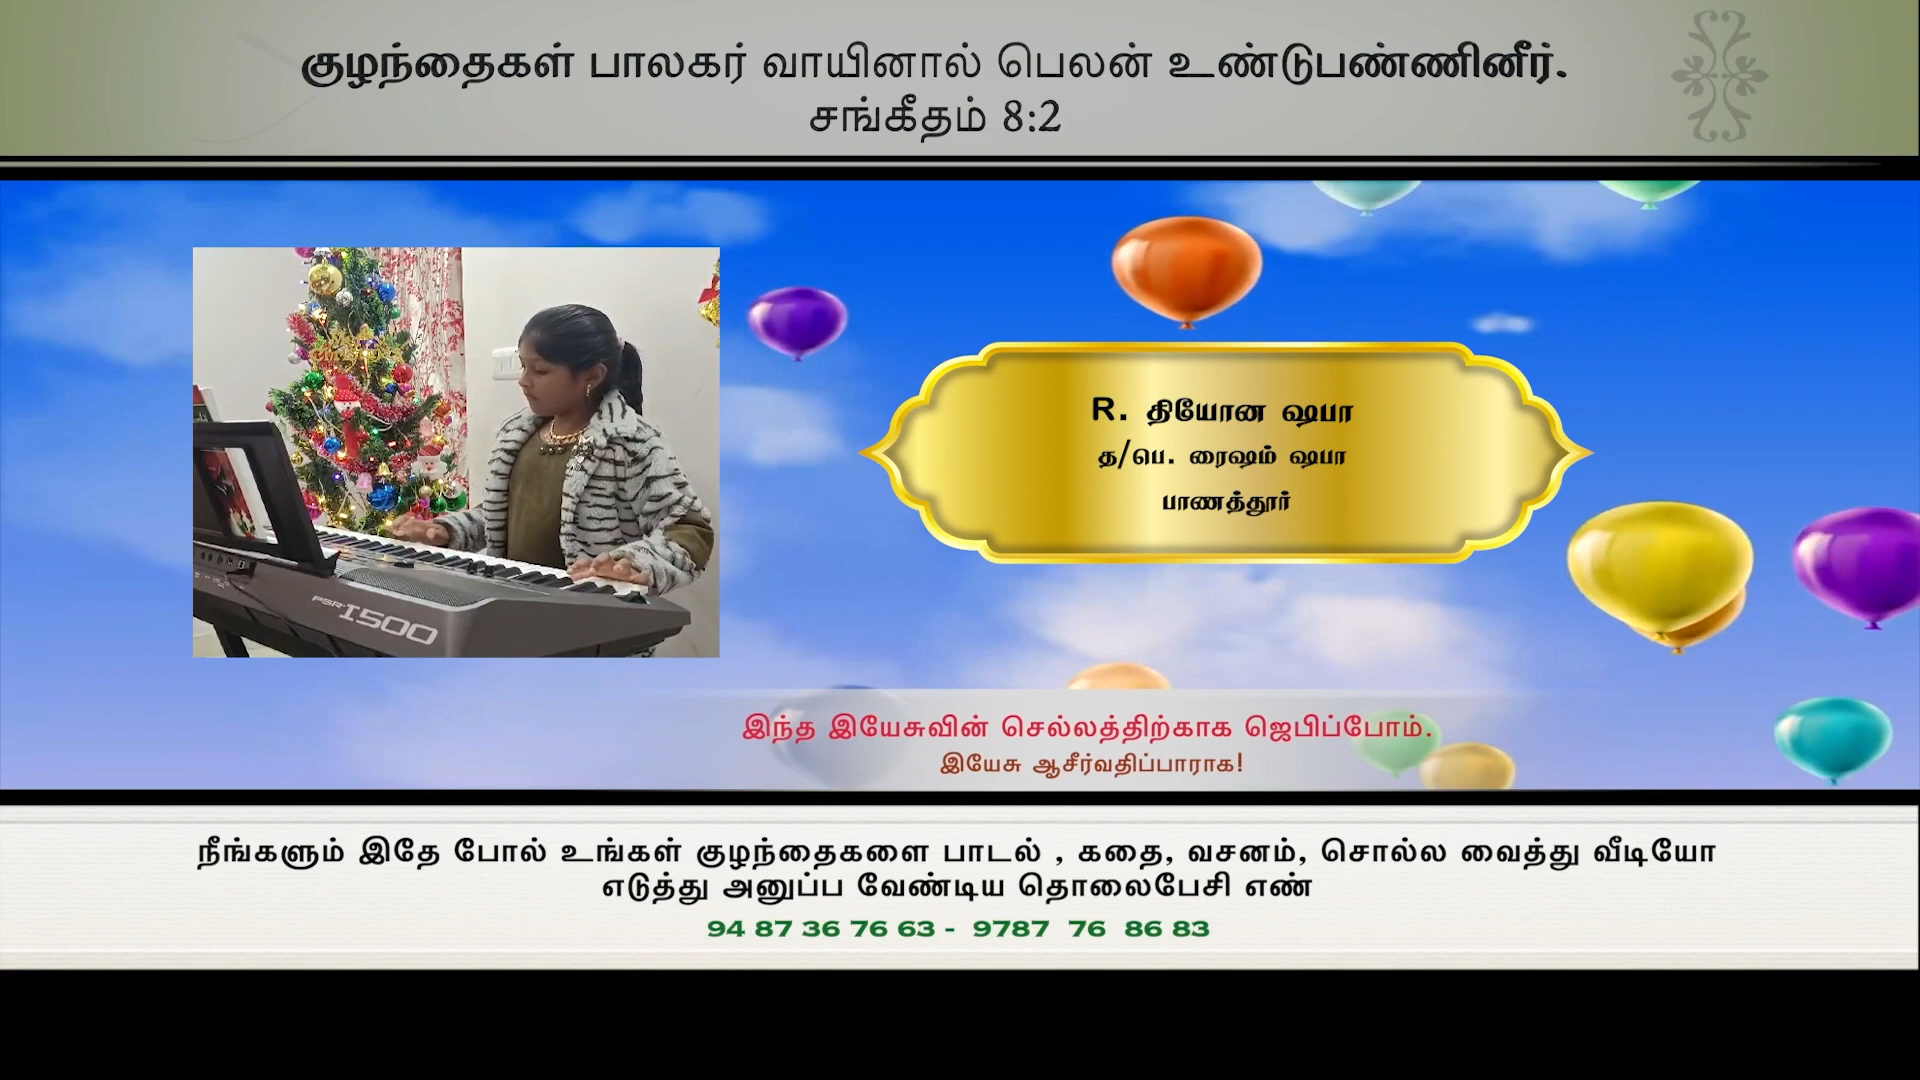 குழந்தைகள் பாலகர் வாயினால் பெலன் உண்டுபண்ணினீர்.
சங்கீதம் 8:2
R. தியோன ஷபா
த/பெ. ரைஷம் ஷபா
பாணத்தூர்
PSR-I500
இந்த இயேசுவின் செல்லத்திற்காக ஜெபிப்போம்.
இயேசு ஆசீர்வதிப்பாராக!
நீங்களும் இதே போல் உங்கள் குழந்தைகளை பாடல் , கதை, வசனம், சொல்ல வைத்து வீடியோ
எடுத்து அனுப்ப வேண்டிய தொலைபேசி எண்
94 87 36 76 63 - 9787 76 86 83